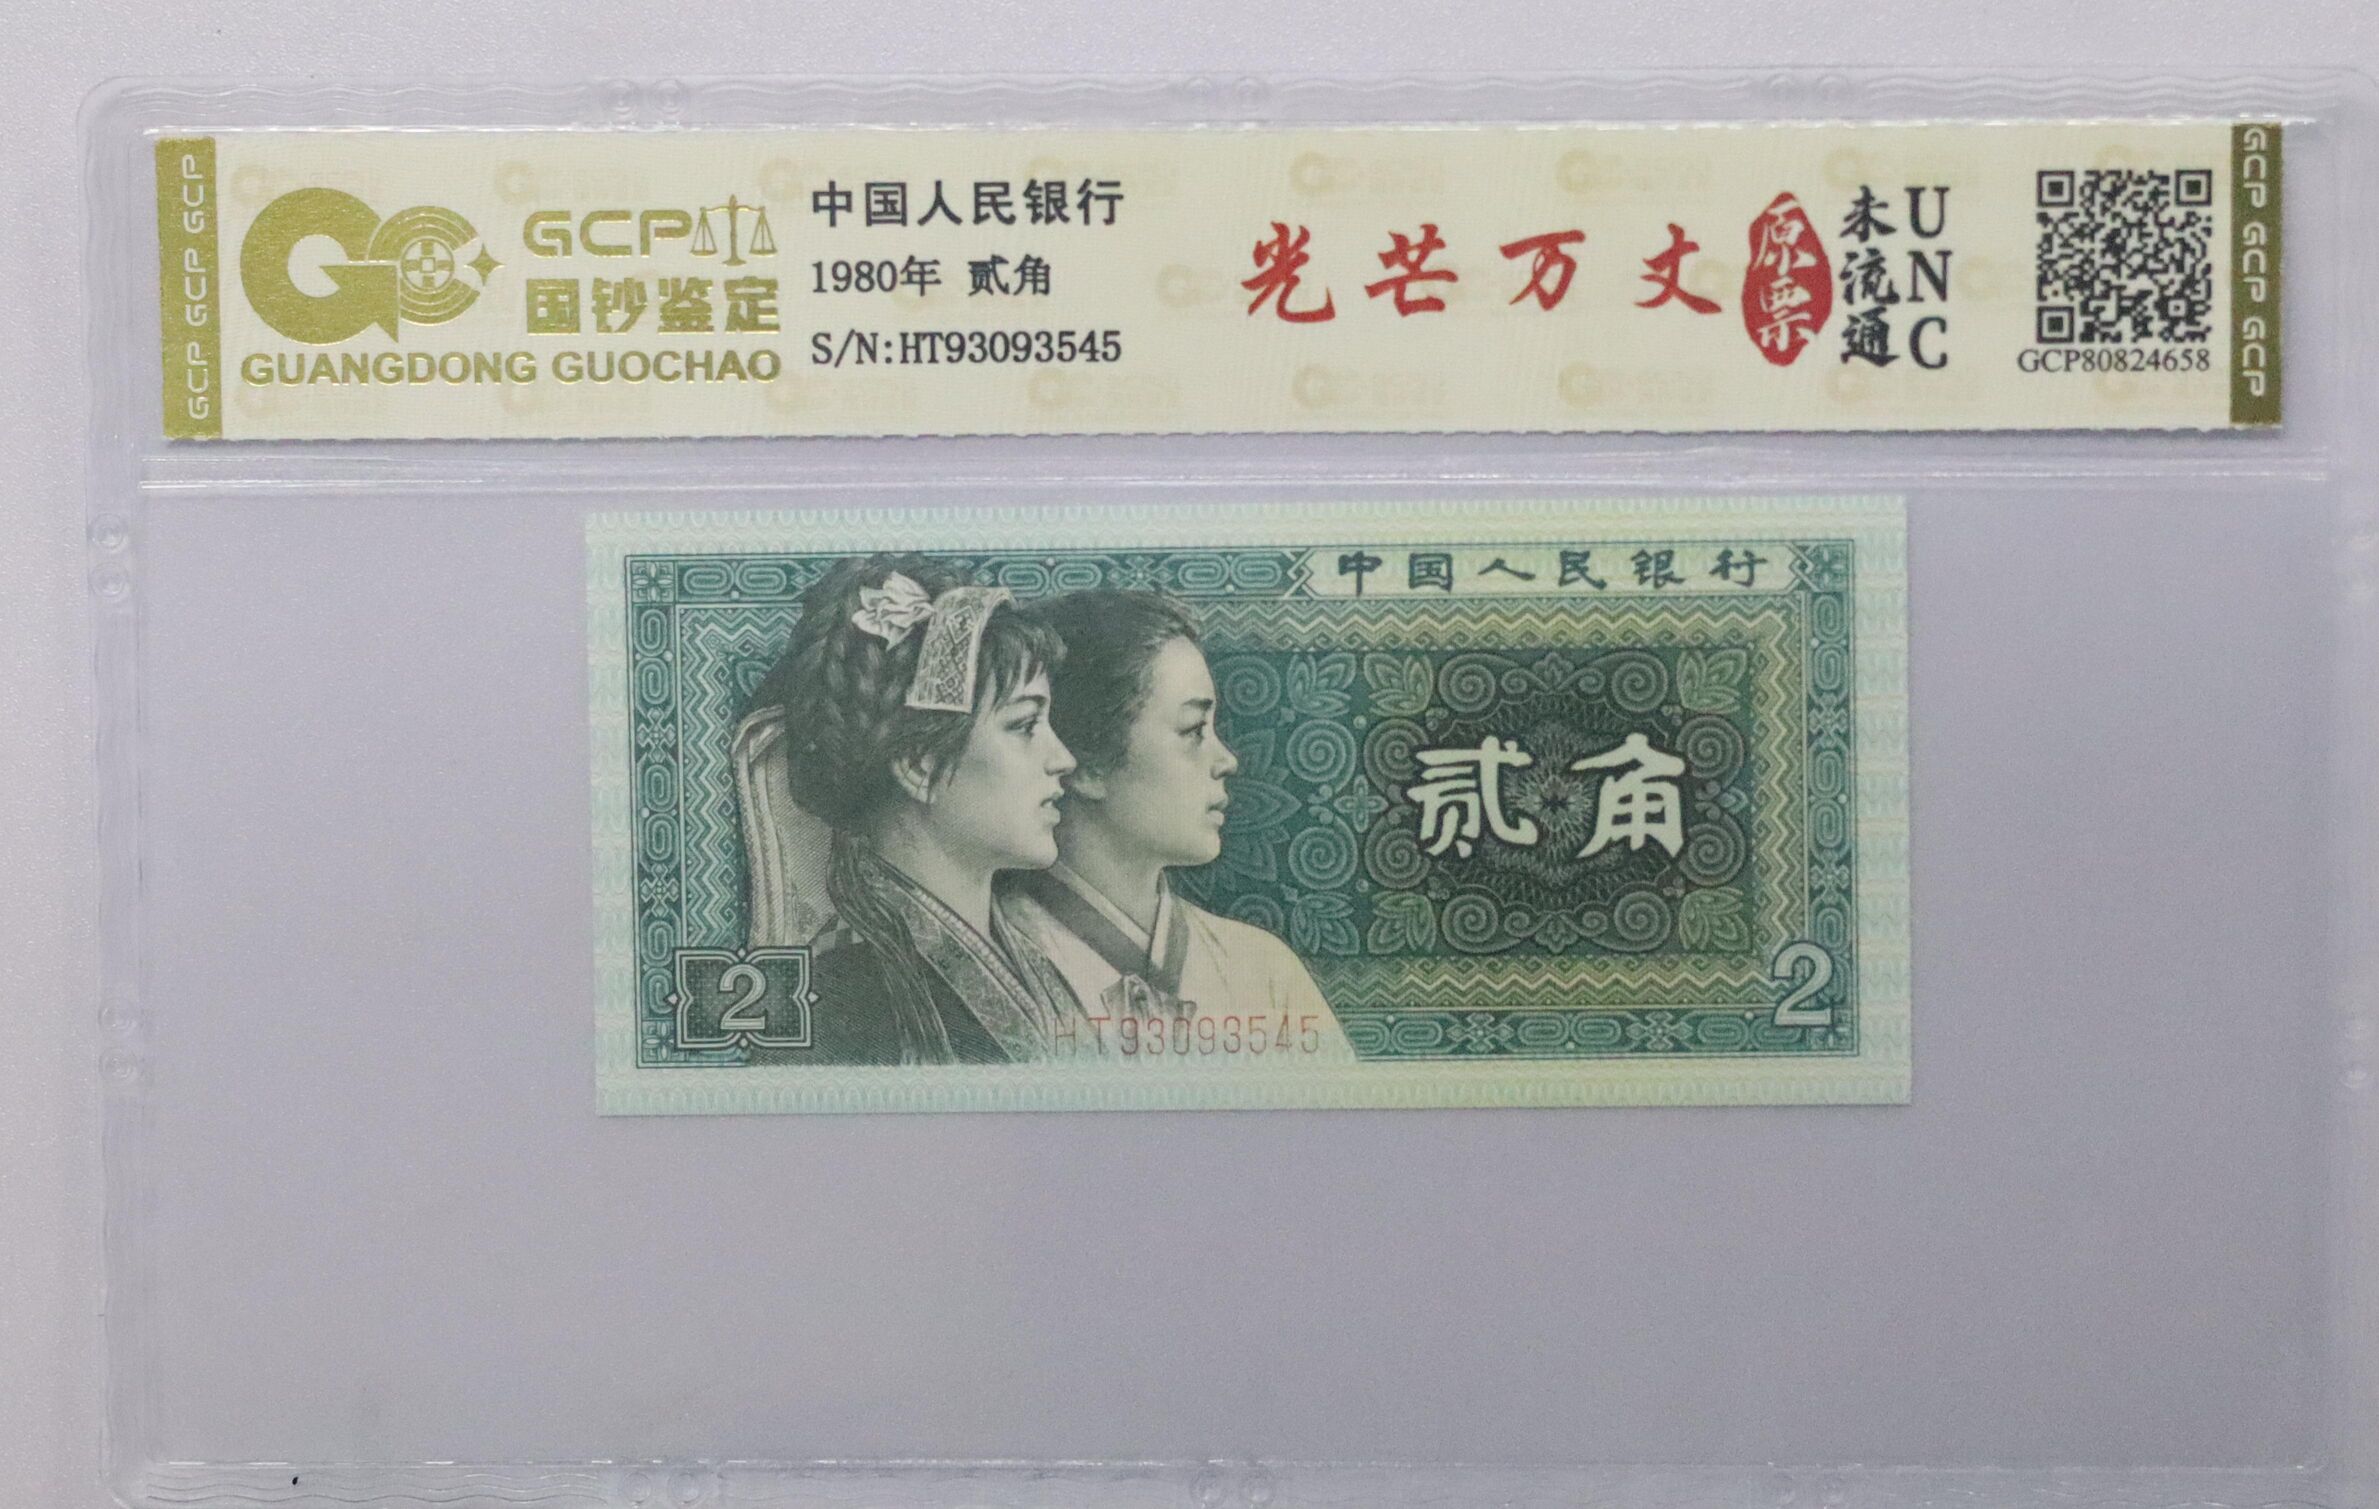 GCP GCP GCP
GCP
国钞鉴定
GUANGDONG GUOCHAO
中国人民银行
1980年 贰角
S/N:HT93093545
光芒万丈
原票
未流通
UNC
GCP80824658
GCP GCP GCP
中国人民银行
贰角
2
2
HT93093545